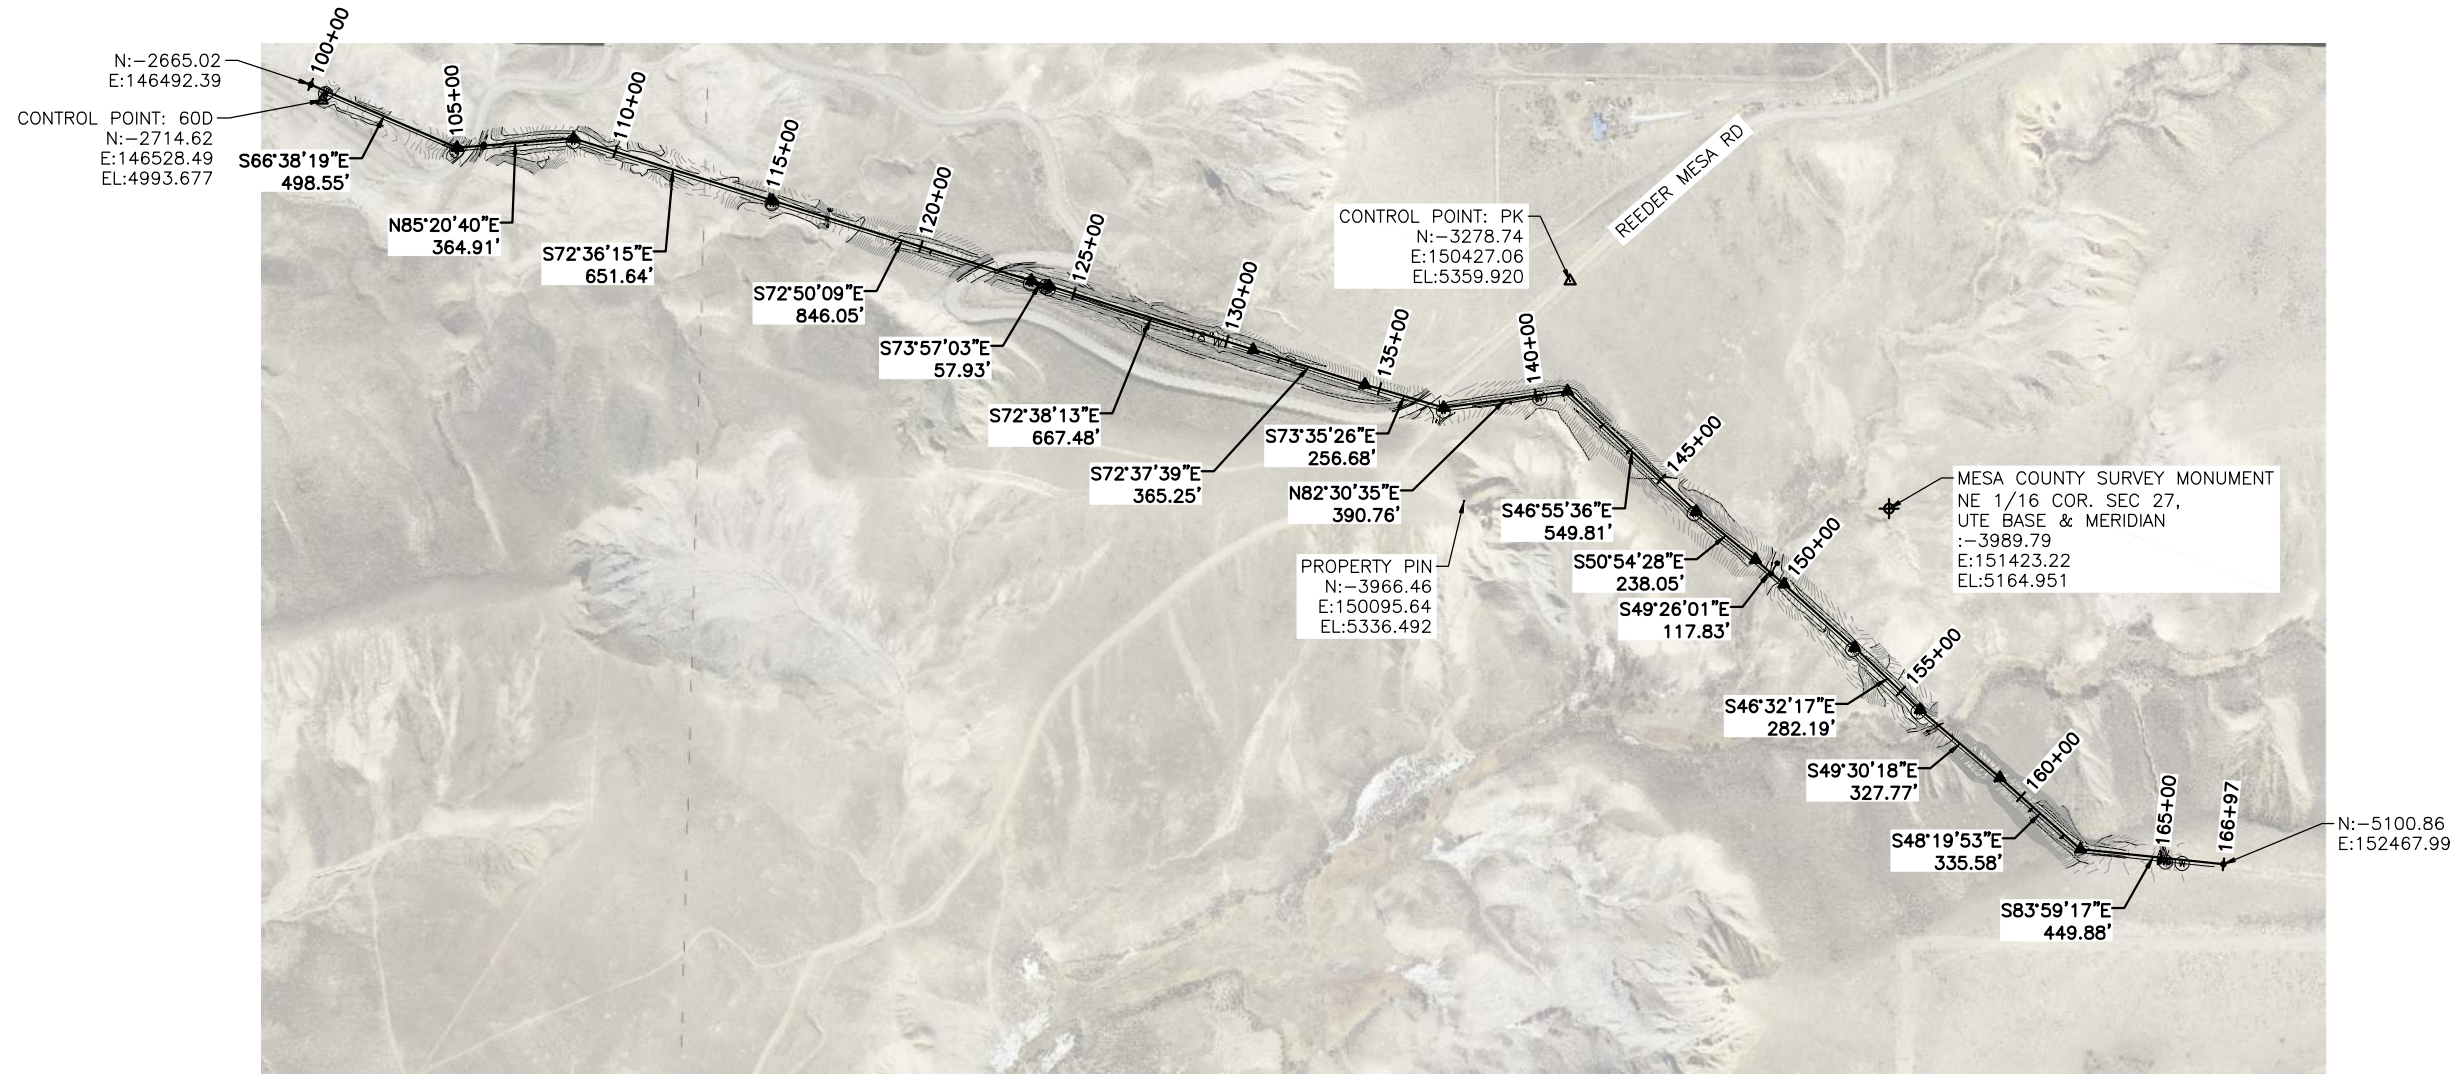 100+00
N:-2665.02
E:146492.39
CONTROL POINT: 60D
N:-2714.62
E:146528.49
EL:4993.677
S66°38'19"E
498.55'
105+00
N85°20'40"E
364.91'
110+00
S72°36'15"E
651.64'
115+00
S72°50'09"E
846.05'
120+00
S73°57'03"E
57.93'
125+00
S72°38'13"E
667.48'
18" W
130+00
S72°37'39"E
365.25'
135+00
S73°35'26"E
256.68'
N82°30'35"E
390.76'
140+00
CONTROL POINT: PK
N:-3278.74
E:150427.06
EL:5359.920
REEDER MESA RD
PROPERTY PIN
N:-3966.46
E:150095.64
EL:5336.492
S46°55'36"E
549.81'
145+00
S50°54'28"E
238.05'
S49°26'01"E
117.83'
150+00
MESA COUNTY SURVEY MONUMENT
NE 1/16 COR. SEC 27,
UTE BASE & MERIDIAN
:-3989.79
E:151423.22
EL:5164.951
S46°32'17"E
282.19'
155+00
S49°30'18"E
327.77'
160+00
S48°19'53"E
335.58'
165+00
S83°59'17"E
449.88'
166+97
N:-5100.86
E:152467.99